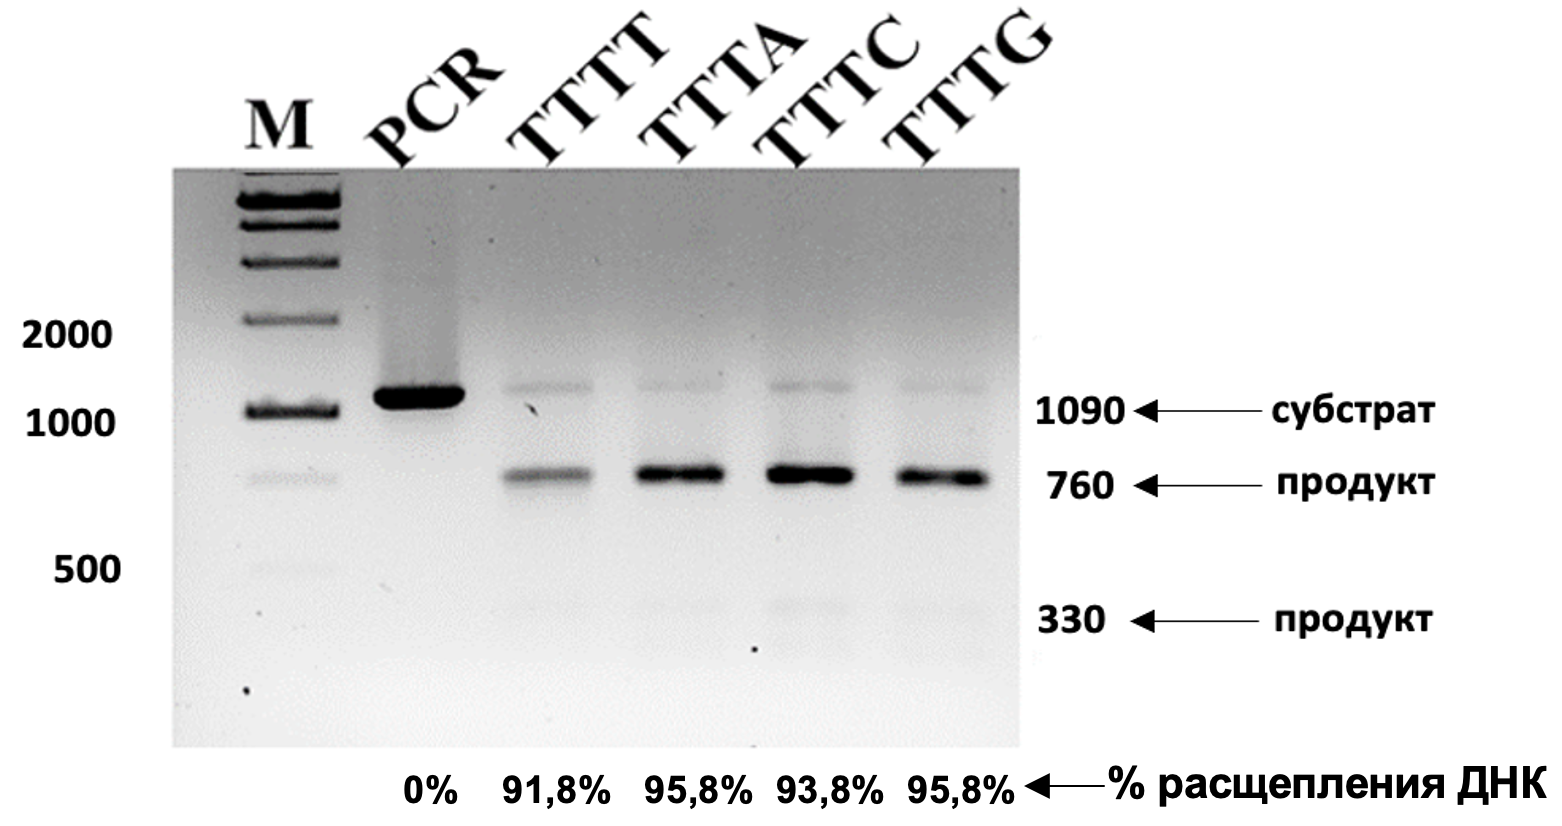 M PCR TTTT TTTA TTTC TTTG
2000
1000
500
1090 субстрат
760 продукт
330 продукт
0% 91,8% 95,8% 93,8% 95,8% % расщепления ДНК